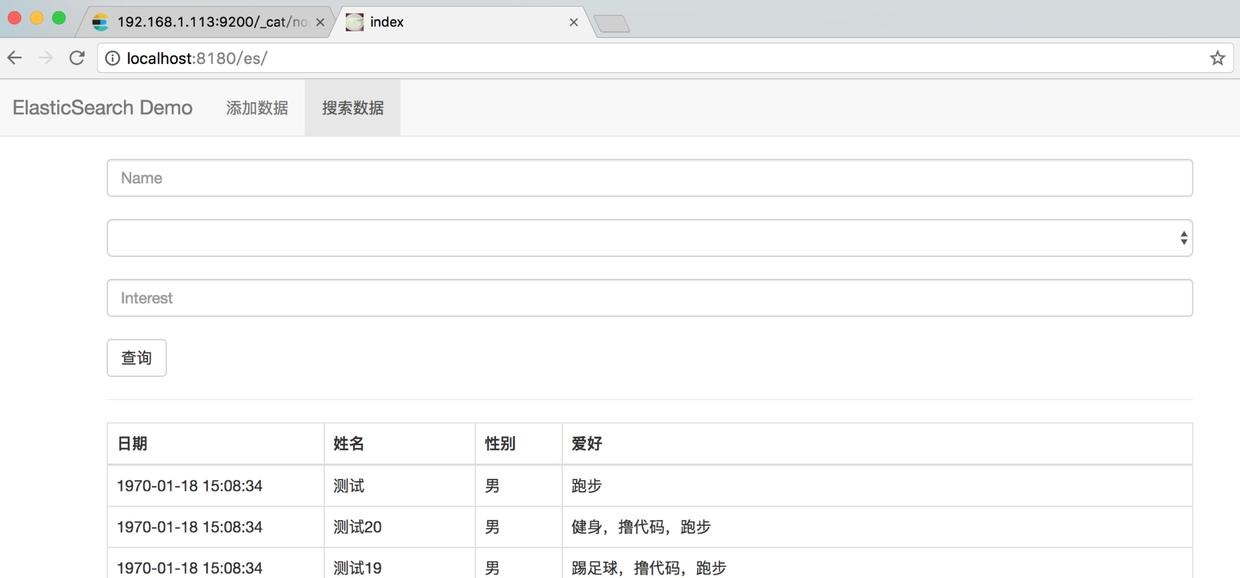 192.168.1.113:9200/_cat/no
index
localhost:8180/es/
ElasticSearch Demo 添加数据 搜索数据
Name
Interest
查询
日期 姓名 性别 爱好
1970-01-18 15:08:34 测试 男 跑步
1970-01-18 15:08:34 测试20 男 健身，撸代码，跑步
1970-01-18 15:08:34 测试19 男 踢足球，撸代码，跑步